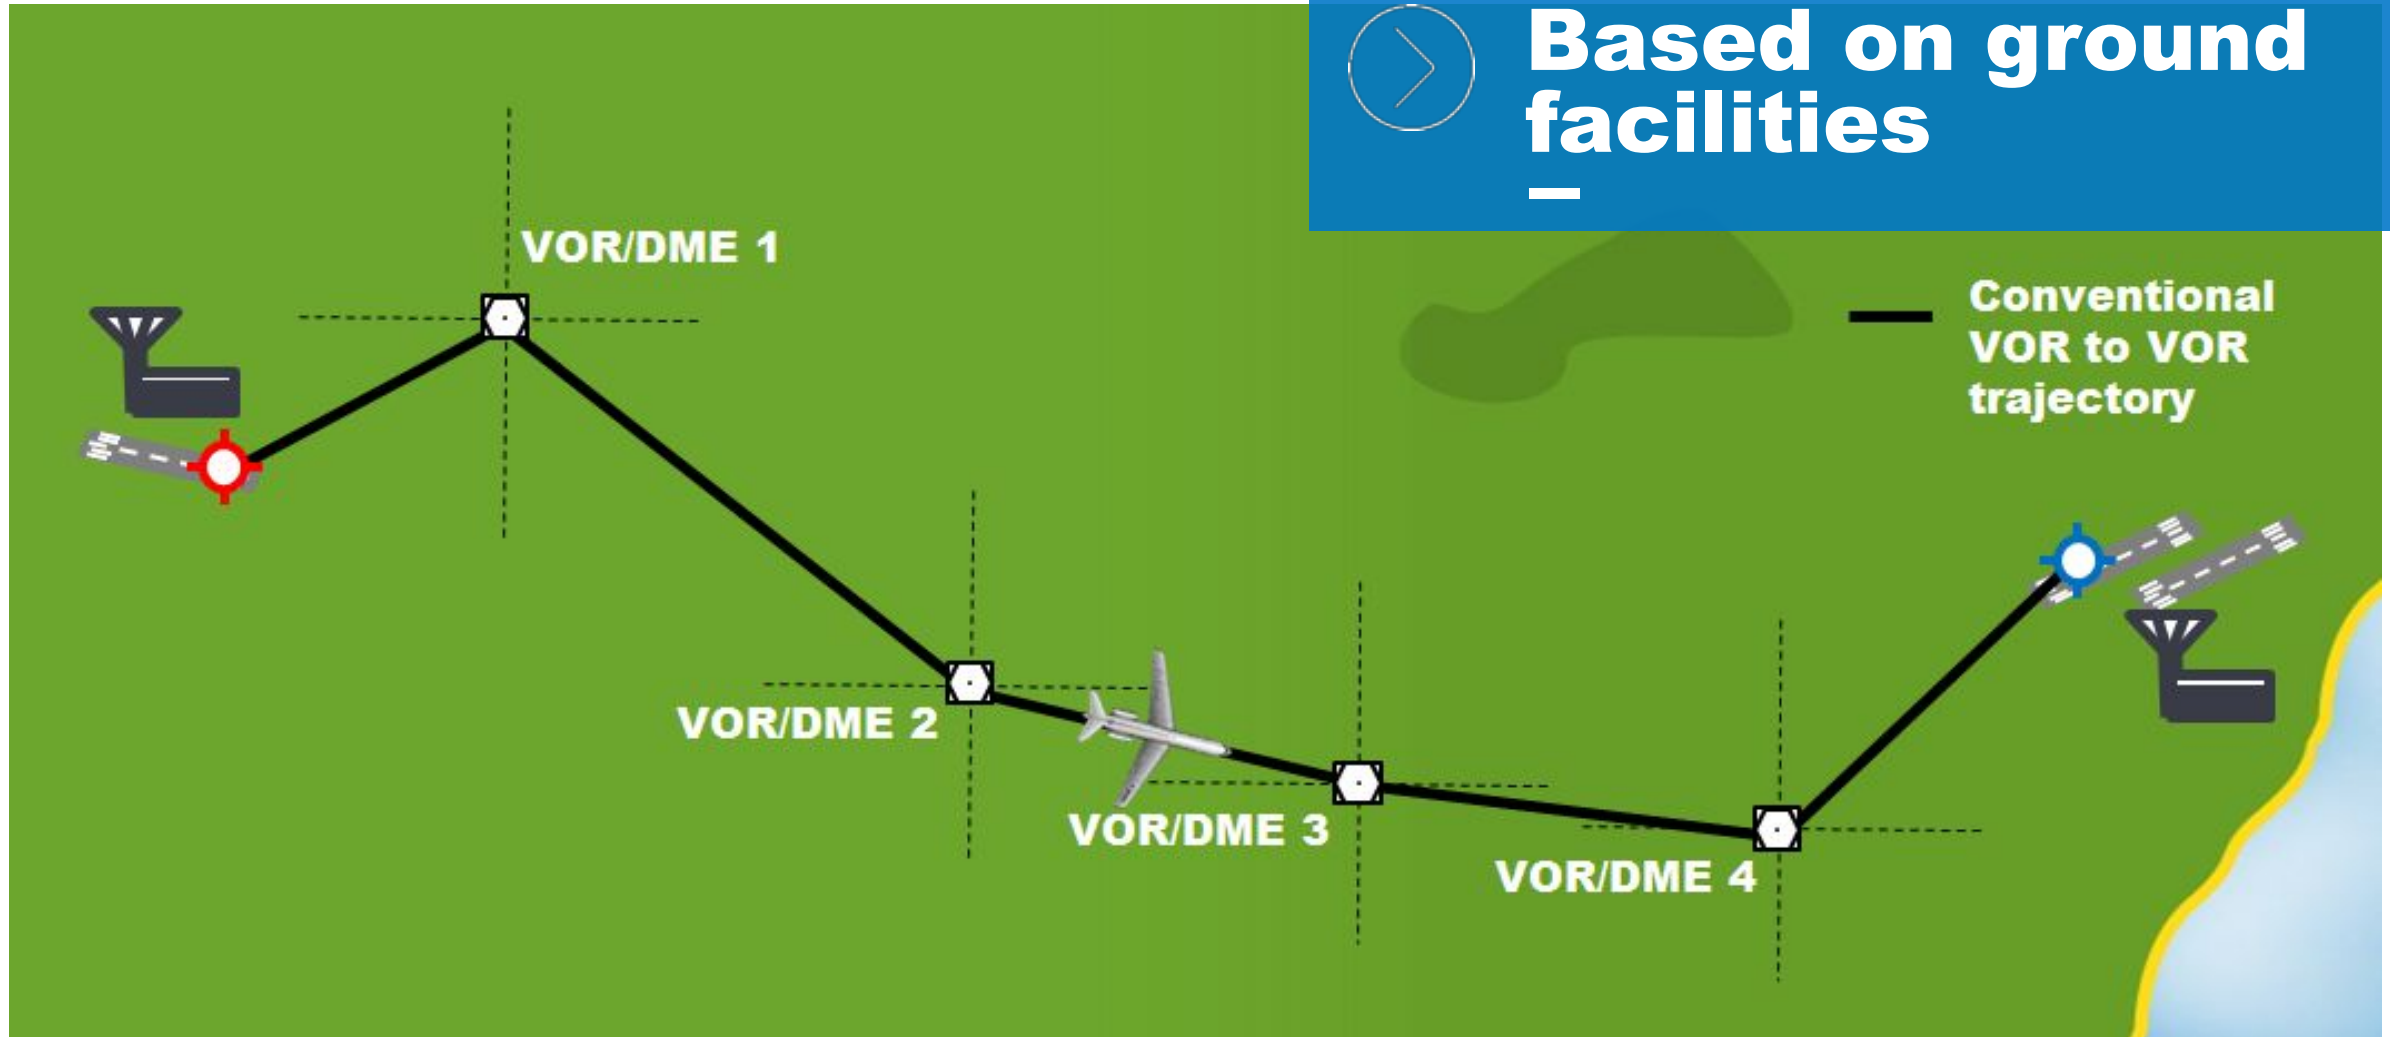 Based on ground
facilities
VOR/DME 1
Conventional
VOR to VOR
trajectory
VOR/DME 2
VOR/DME 3
VOR/DME 4